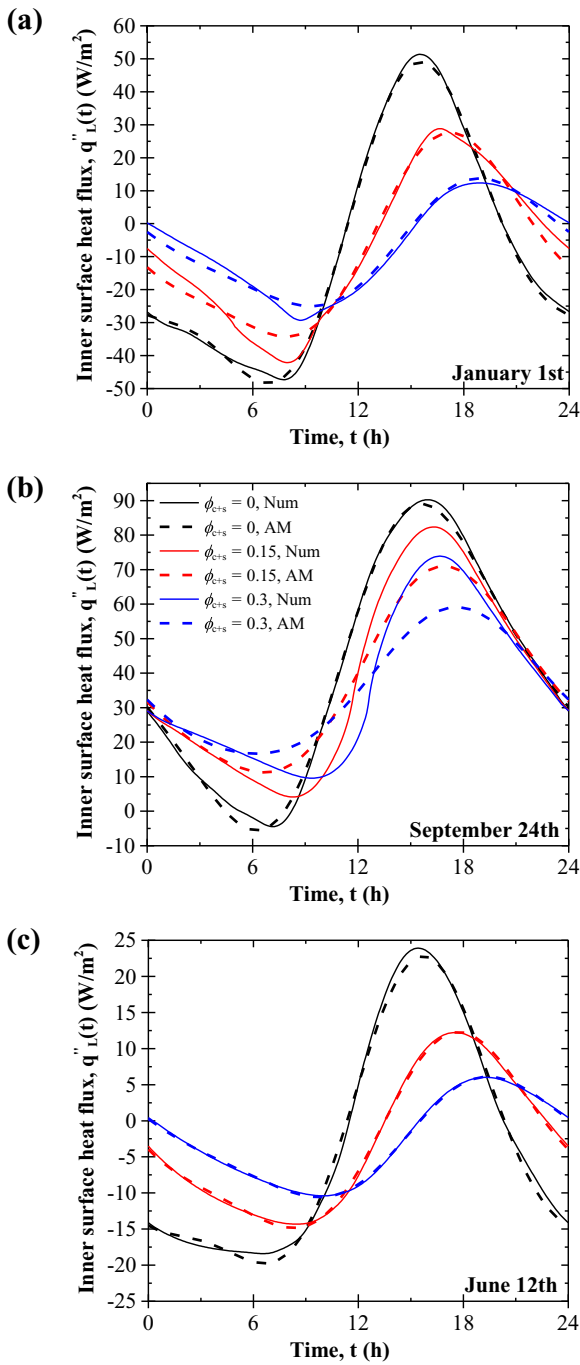 (a)
Inner surface heat flux, q"L(t) (W/m²)
60
50
40
30
20
10
0
-10
-20
-30
-40
-50
January 1st
0 6 12 18 24
Time, t (h)
(b)
Inner surface heat flux, q"L(t) (W/m²)
90
80
70
60
50
40
30
20
10
0
-10
ϕc+s = 0, Num
ϕc+s = 0, AM
ϕc+s = 0.15, Num
ϕc+s = 0.15, AM
ϕc+s = 0.3, Num
ϕc+s = 0.3, AM
September 24th
0 6 12 18 24
Time, t (h)
(c)
Inner surface heat flux, q"L(t) (W/m²)
25
20
15
10
5
0
-5
-10
-15
-20
-25
June 12th
0 6 12 18 24
Time, t (h)